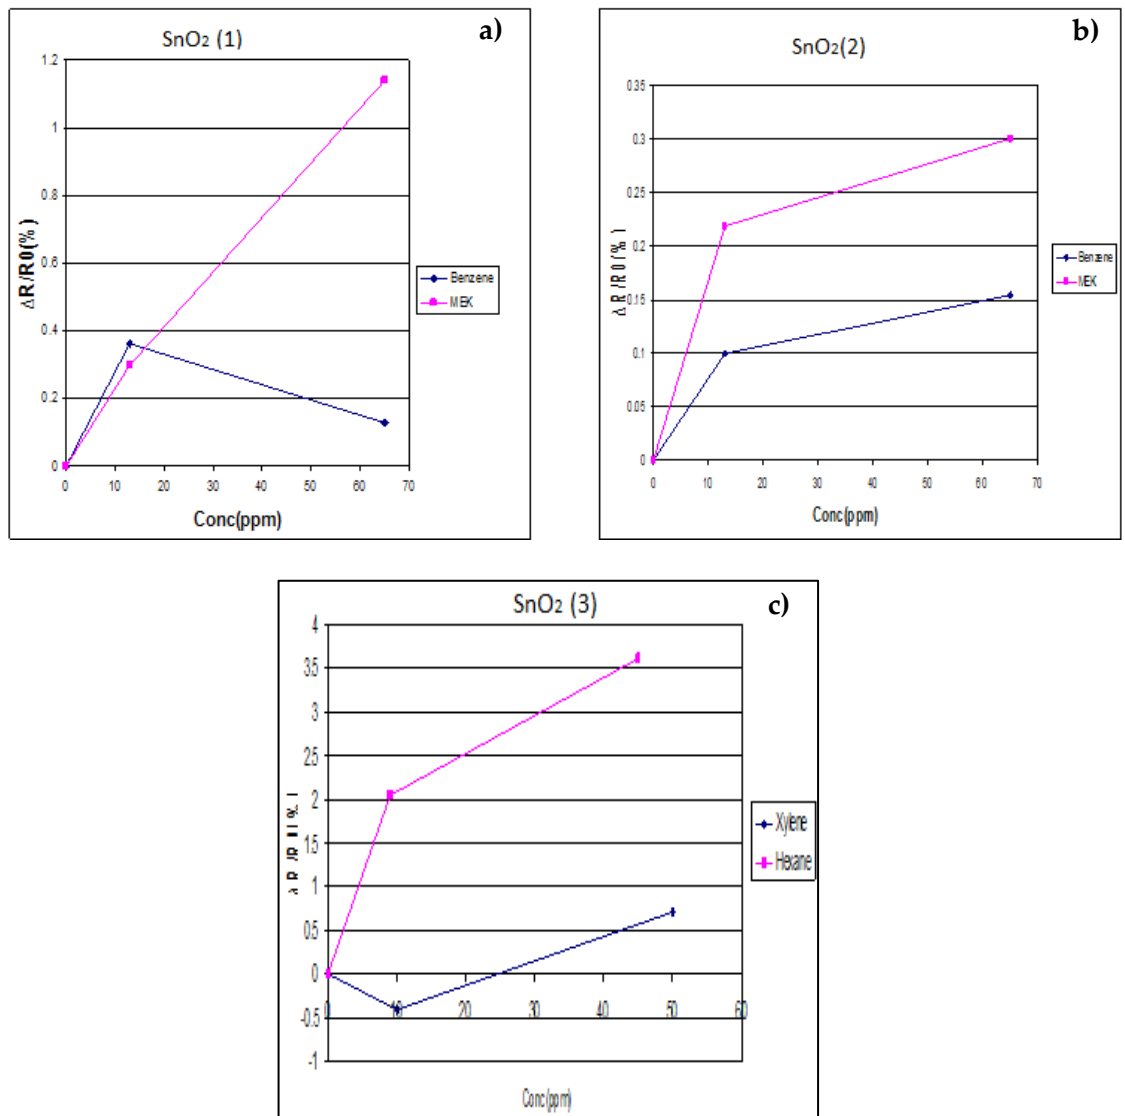 SnO2 (1)
a)
1.2
1
0.8
0.6
0.4
0.2
0
ΔR/R0(%)
0 10 20 30 40 50 60 70
Conc(ppm)
Benzene
MEK
SnO2(2)
b)
0.35
0.3
0.25
0.2
0.15
0.1
0.05
0
ΔR/R0(%)
0 10 20 30 40 50 60 70
Conc(ppm)
Benzene
MEK
SnO2 (3)
c)
4
3.5
3
2.5
2
1.5
1
0.5
0
-0.5
-1
0 10 20 30 40 50 60
Conc(ppm)
Xylene
Hexane